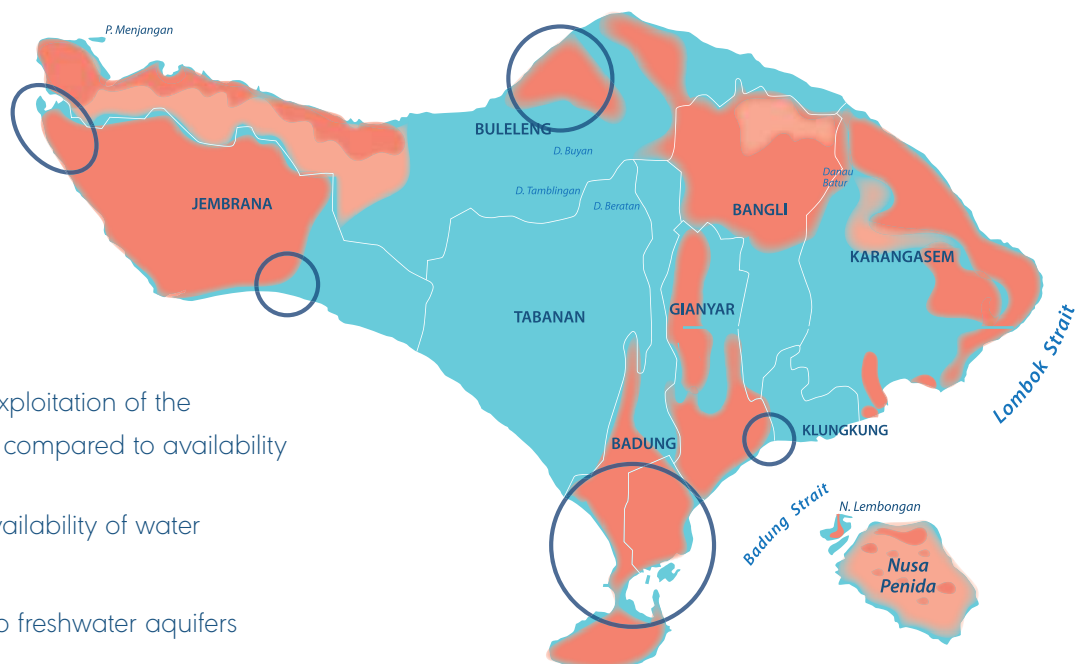 P. Menjangan
BULELENG
D. Buyan
Danau
Batur
D. Tamblingan
D. Beratan
JEMBRANA
BANGLI
KARANGASEM
GIANYAR
TABANAN
Lombok Strait
xploitation of the
compared to availability
KLUNGKUNG
BADUNG
vailability of water
Badung Strait
N. Lembongan
Nusa
Penida
o freshwater aquifers